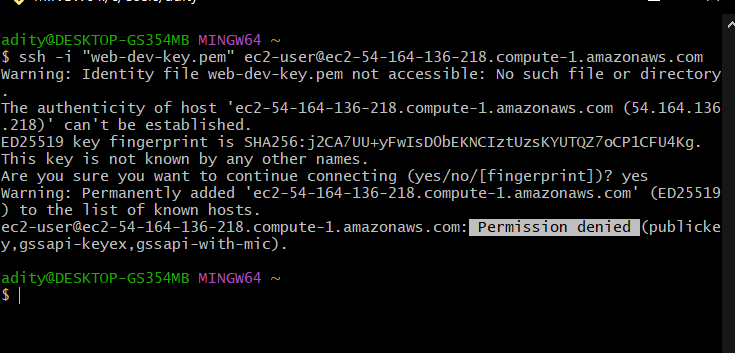 adity@DESKTOP-GS354MB MINGW64 ~
$ ssh -i "web-dev-key.pem" ec2-user@ec2-54-164-136-218.compute-1.amazonaws.com
Warning: Identity file web-dev-key.pem not accessible: No such file or directory
.
The authenticity of host 'ec2-54-164-136-218.compute-1.amazonaws.com (54.164.136
.218)' can't be established.
ED25519 key fingerprint is SHA256:j2CA7UU+yFwIsDObEKNCIztUzsKYUTQZ7oCP1CFU4Kg.
This key is not known by any other names.
Are you sure you want to continue connecting (yes/no/[fingerprint])? yes
Warning: Permanently added 'ec2-54-164-136-218.compute-1.amazonaws.com' (ED25519
) to the list of known hosts.
ec2-user@ec2-54-164-136-218.compute-1.amazonaws.com: Permission denied (publicke
y,gssapi-keyex,gssapi-with-mic).
adity@DESKTOP-GS354MB MINGW64 ~
$